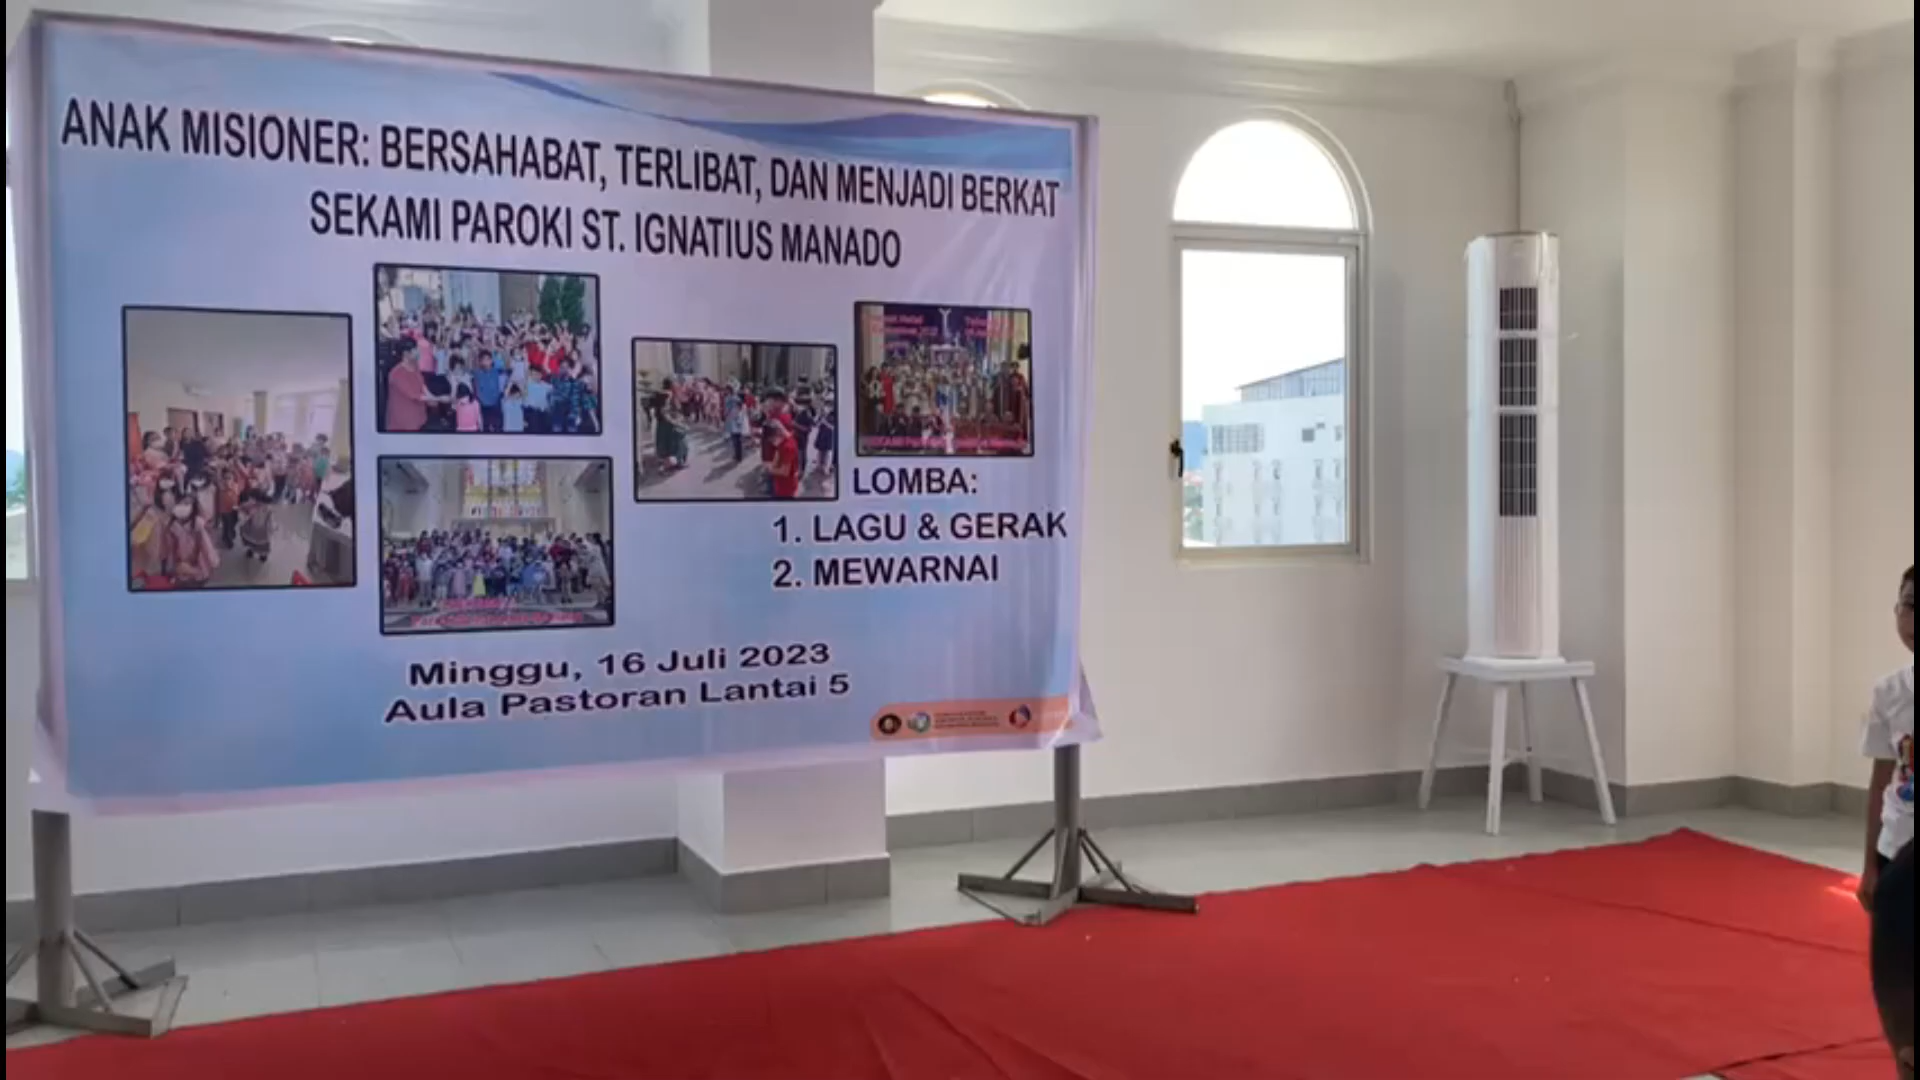 ANAK MISIONER: BERSAHABAT, TERLIBAT, DAN MENJADI BERKAT
SEKAMI PAROKI ST. IGNATIUS MANADO
LOMBA:
1. LAGU & GERAK
2. MEWARNAI
Minggu, 16 Juli 2023
Aula Pastoran Lantai 5